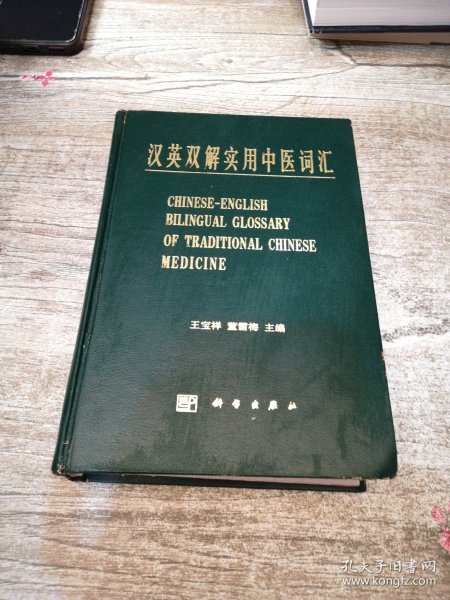 汉英双解实用中医词汇
CHINESE-ENGLISH
BILINGUAL GLOSSARY
OF TRADITIONAL CHINESE
MEDICINE
王宝祥 董雪梅 主编
科学出版社
孔夫子旧书网
www.kongfz.com